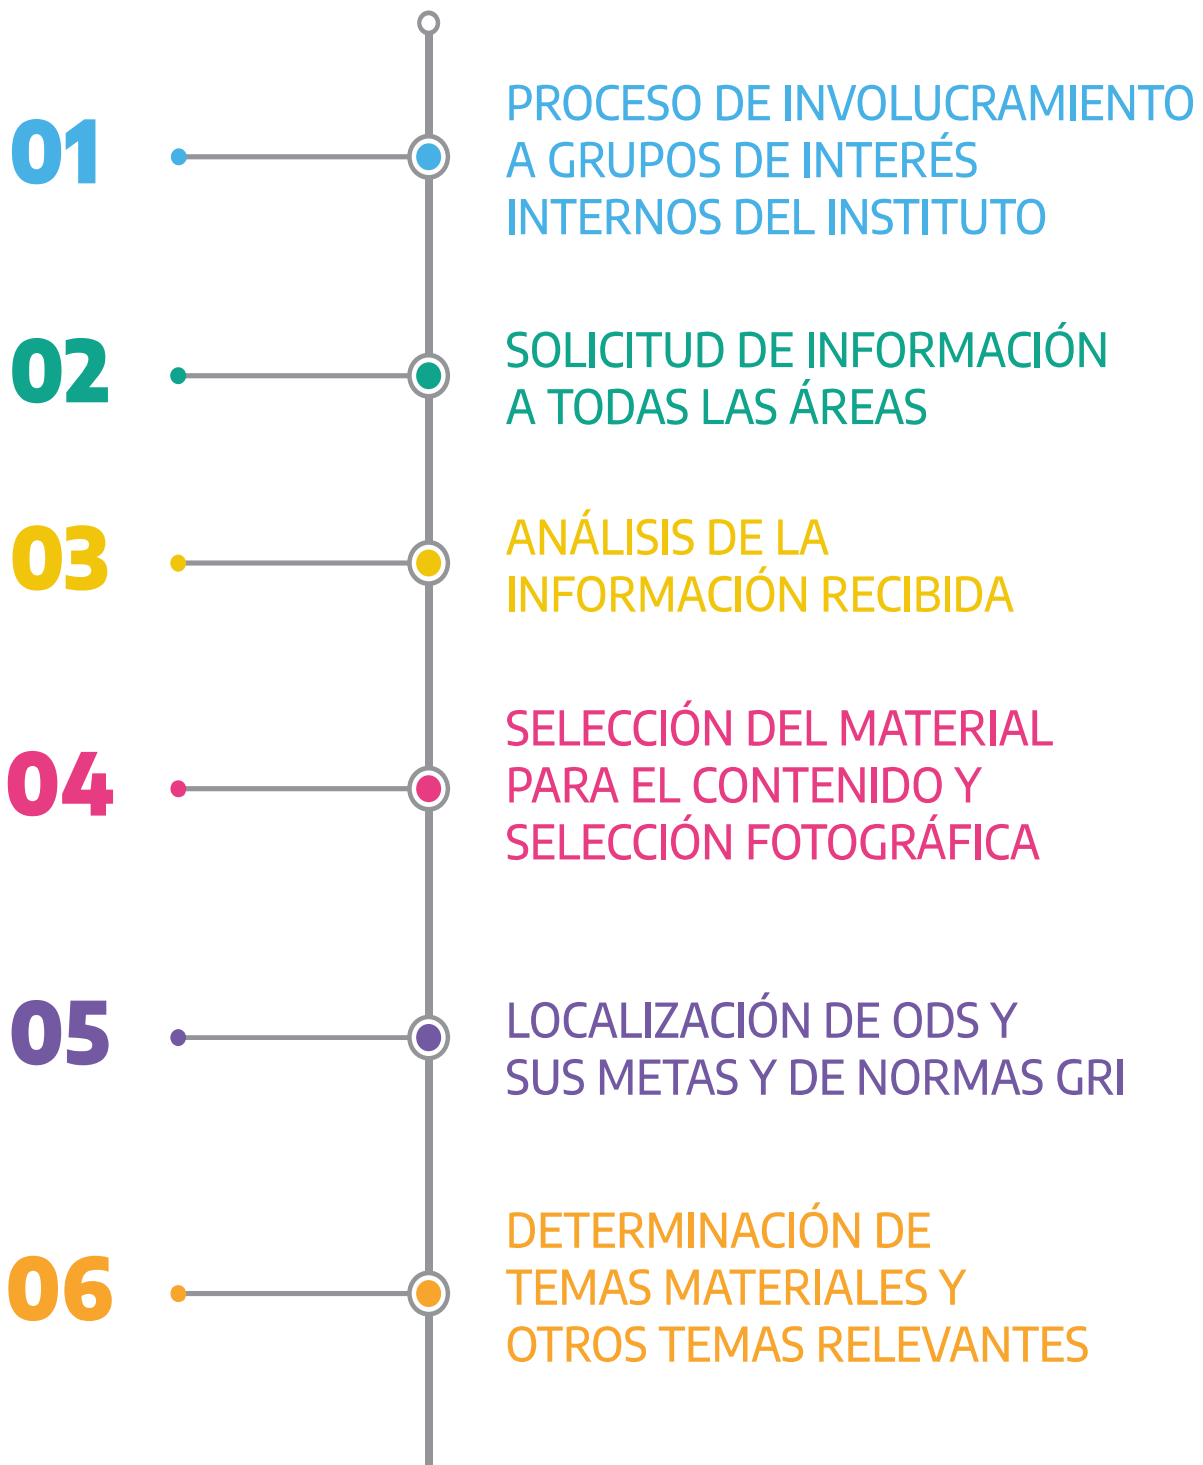 01
PROCESO DE INVOLUCRAMIENTO
A GRUPOS DE INTERÉS
INTERNOS DEL INSTITUTO
02
SOLICITUD DE INFORMACIÓN
A TODAS LAS ÁREAS
03
ANÁLISIS DE LA
INFORMACIÓN RECIBIDA
04
SELECCIÓN DEL MATERIAL
PARA EL CONTENIDO Y
SELECCIÓN FOTOGRÁFICA
05
LOCALIZACIÓN DE ODS Y
SUS METAS Y DE NORMAS GRI
06
DETERMINACIÓN DE
TEMAS MATERIALES Y
OTROS TEMAS RELEVANTES